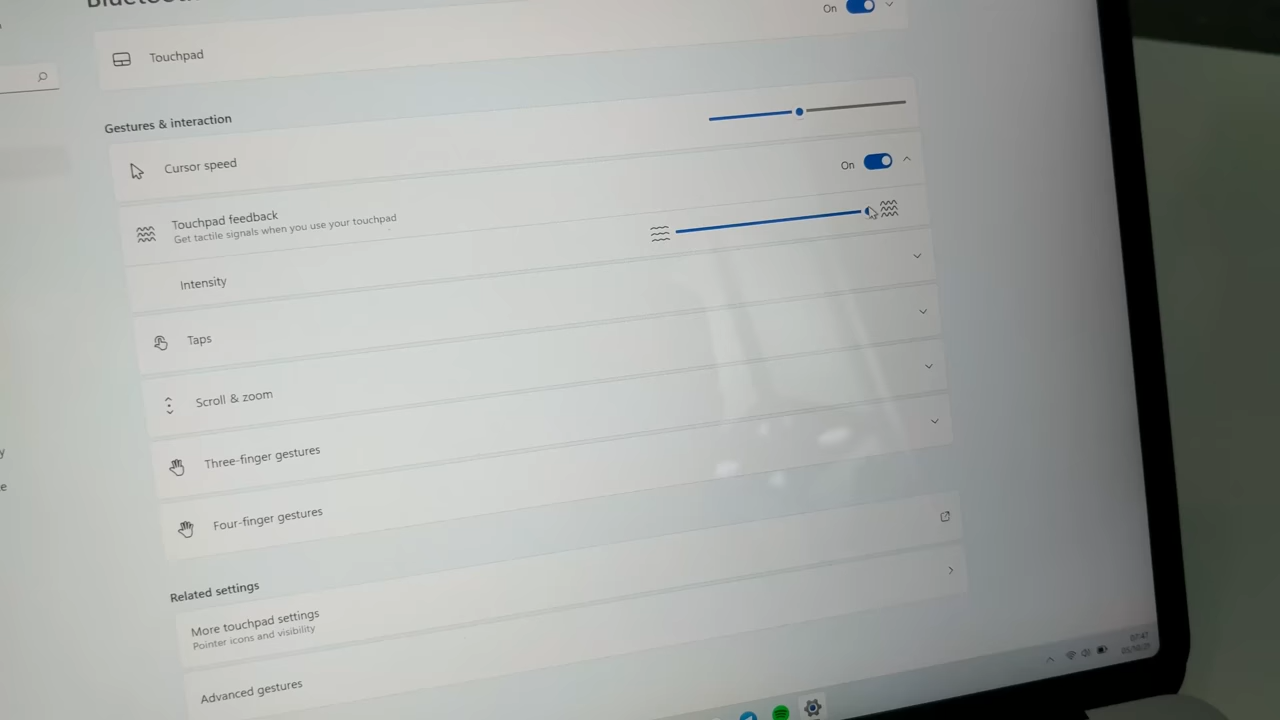 On
Touchpad
Gestures & interaction
Cursor speed
On
Touchpad feedback
Get tactile signals when you use your touchpad
Intensity
Taps
Scroll & zoom
Three-finger gestures
Four-finger gestures
Related settings
More touchpad settings
Pointer icons and visibility
Advanced gestures
07:47